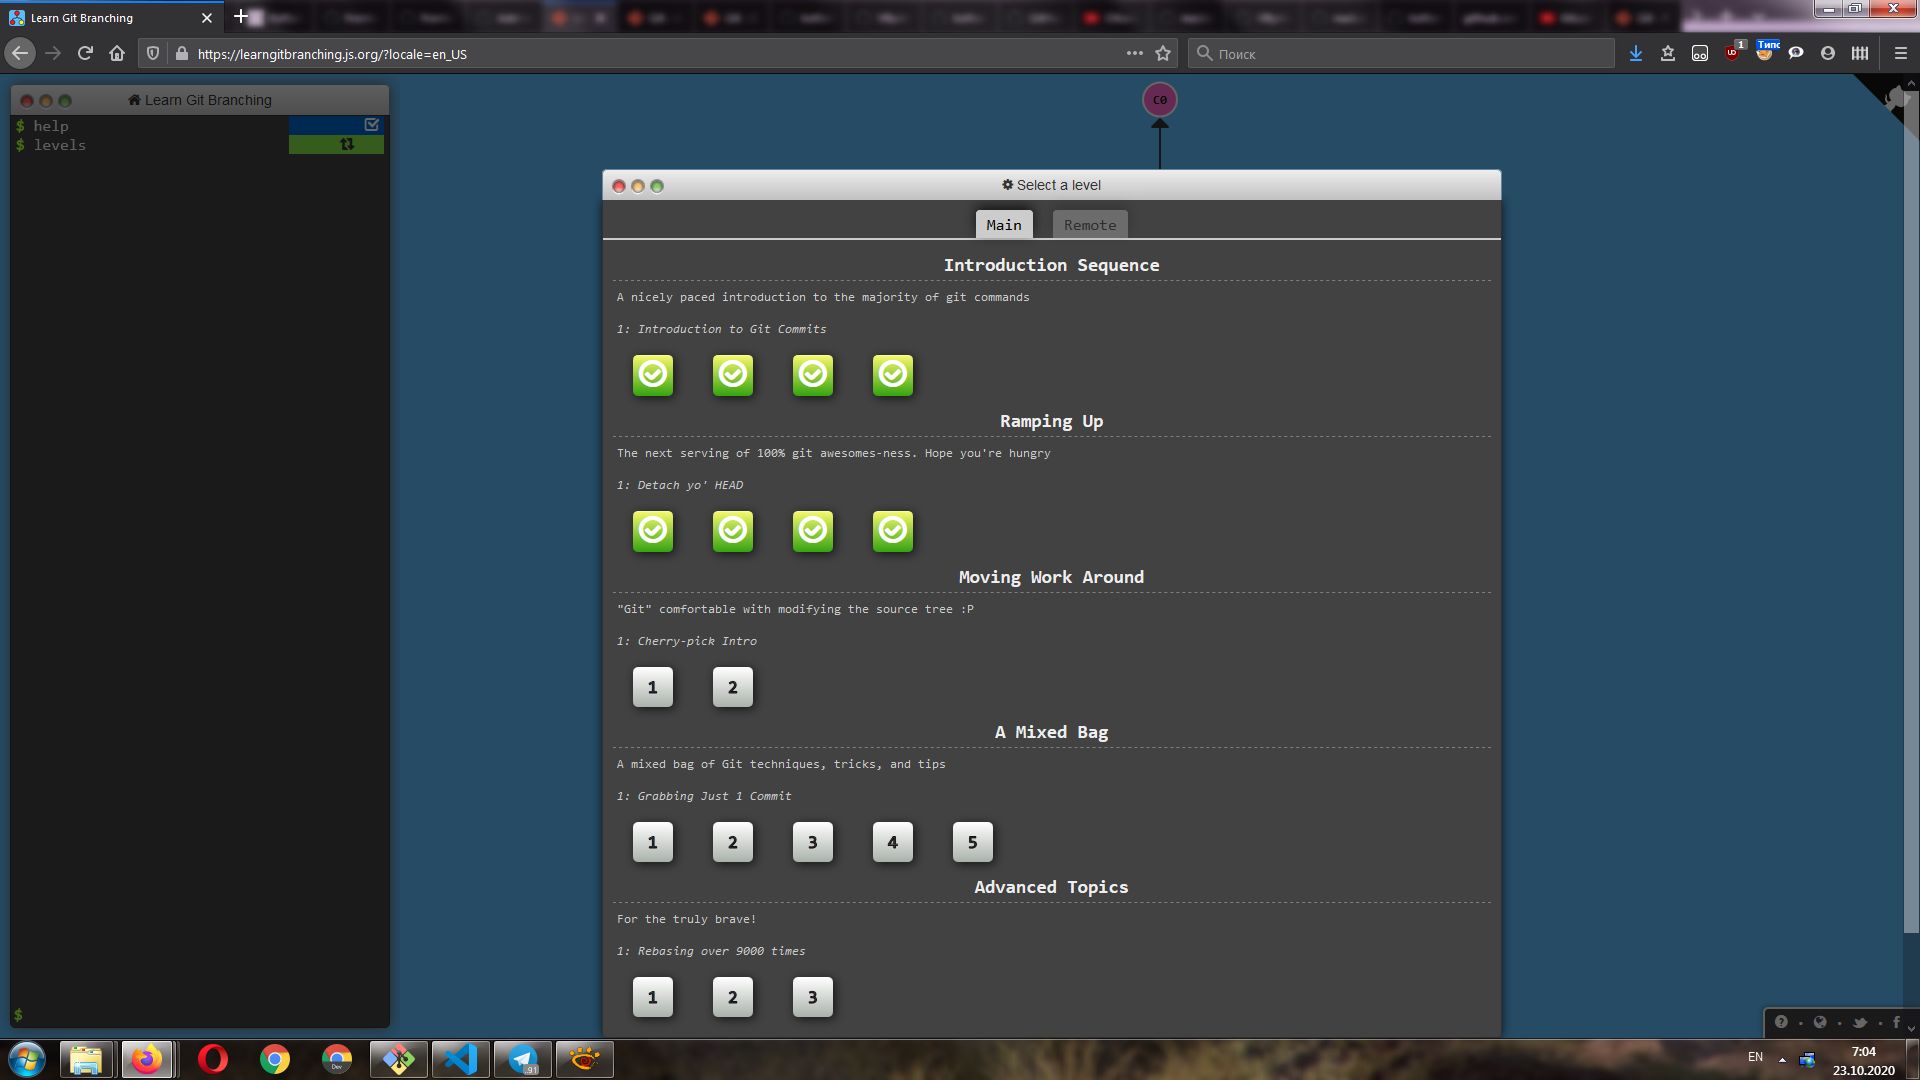 Learn Git Branching
https://learngitbranching.js.org/?locale=en_US
Поиск
1
Типо
Learn Git Branching
$ help
$ levels
$
C0
Select a level
Main
Remote
Introduction Sequence
A nicely paced introduction to the majority of git commands
1: Introduction to Git Commits
Ramping Up
The next serving of 100% git awesomes-ness. Hope you're hungry
1: Detach yo' HEAD
Moving Work Around
"Git" comfortable with modifying the source tree :P
1: Cherry-pick Intro
1 2
A Mixed Bag
A mixed bag of Git techniques, tricks, and tips
1: Grabbing Just 1 Commit
1 2 3 4 5
Advanced Topics
For the truly brave!
1: Rebasing over 9000 times
1 2 3
Dev
91
EN
7:04
23.10.2020